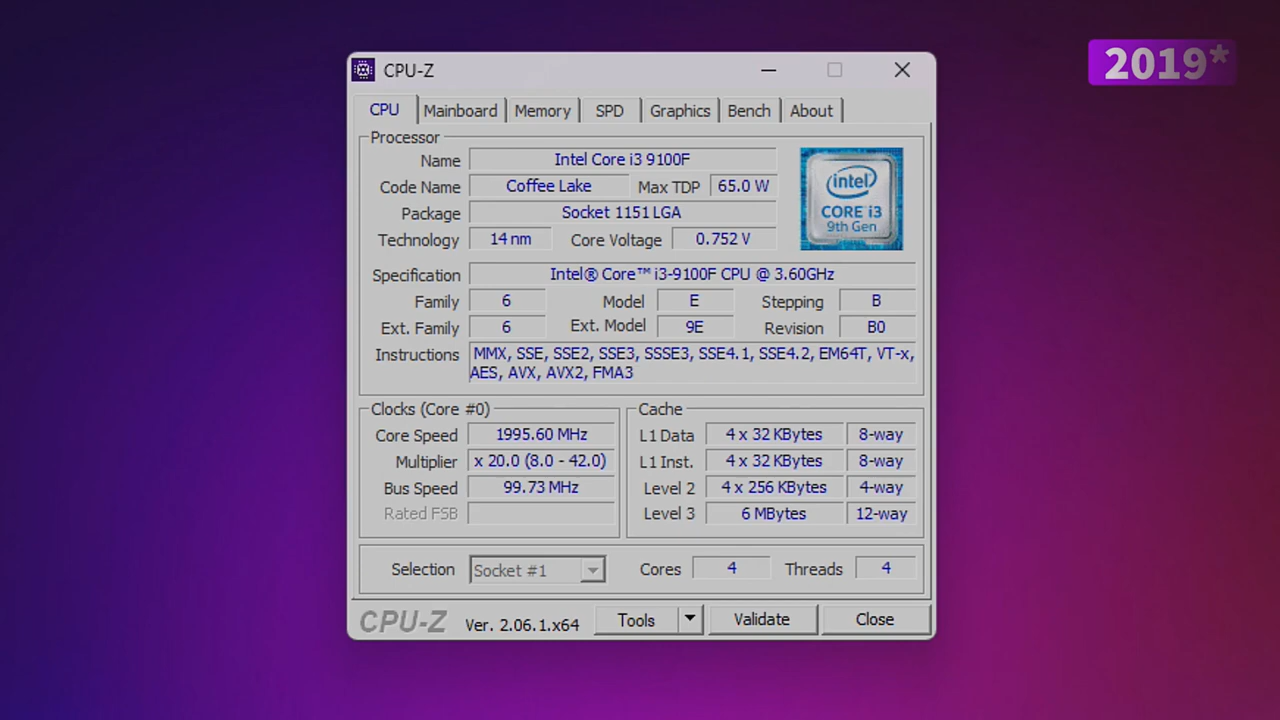 2019*
CPU-Z
CPU Mainboard Memory SPD Graphics Bench About
Processor
Name Intel Core i3 9100F
Code Name Coffee Lake Max TDP 65.0 W
Package Socket 1151 LGA
Technology 14 nm Core Voltage 0.752 V
intel
CORE i3
9th Gen
Specification Intel® Core™ i3-9100F CPU @ 3.60GHz
Family 6 Model E Stepping B
Ext. Family 6 Ext. Model 9E Revision B0
Instructions MMX, SSE, SSE2, SSE3, SSSE3, SSE4.1, SSE4.2, EM64T, VT-x,
AES, AVX, AVX2, FMA3
Clocks (Core #0)
Core Speed 1995.60 MHz
Multiplier x 20.0 (8.0 - 42.0)
Bus Speed 99.73 MHz
Rated FSB
Cache
L1 Data 4 x 32 KBytes 8-way
L1 Inst. 4 x 32 KBytes 8-way
Level 2 4 x 256 KBytes 4-way
Level 3 6 MBytes 12-way
Selection Socket #1 Cores 4 Threads 4
CPU-Z Ver. 2.06.1.x64 Tools Validate Close